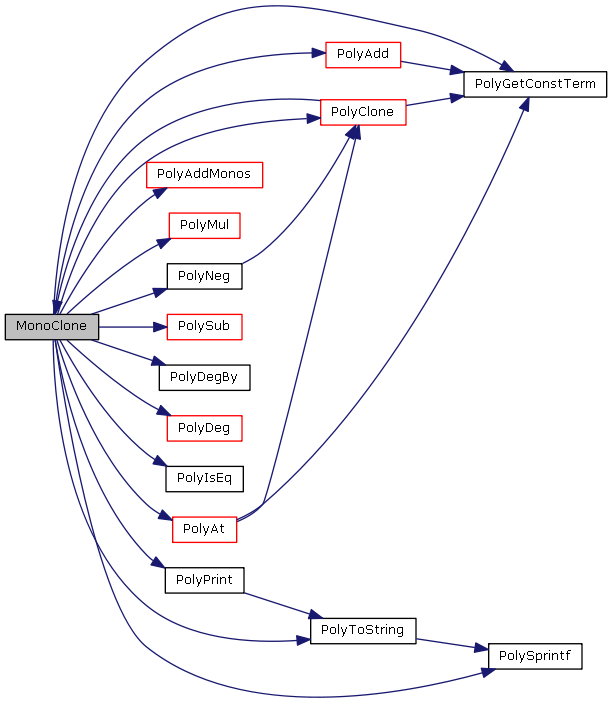 PolyAdd
PolyGetConstTerm
PolyClone
PolyAddMonos
PolyMul
PolyNeg
MonoClone
PolySub
PolyDegBy
PolyDeg
PolyIsEq
PolyAt
PolyPrint
PolyToString
PolySprintf